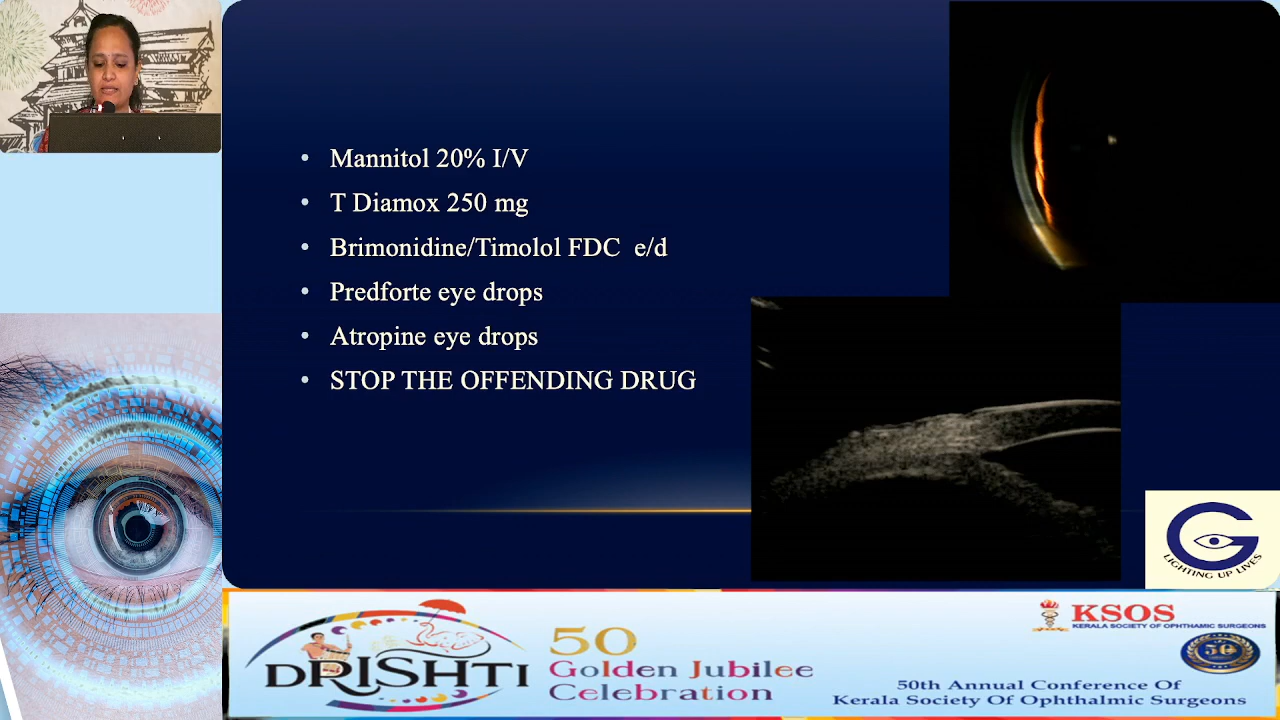 • Mannitol 20% I/V
• T Diamox 250 mg
• Brimonidine/Timolol FDC e/d
• Predforte eye drops
• Atropine eye drops
• STOP THE OFFENDING DRUG
G
LIGHTING UP LIVES
DRISHTI
50
Golden Jubilee
Celebration
KSOS
KERALA SOCIETY OF OPHTHAMIC SURGEONS
50
50th Annual Conference Of
Kerala Society Of Ophthalmic Surgeons